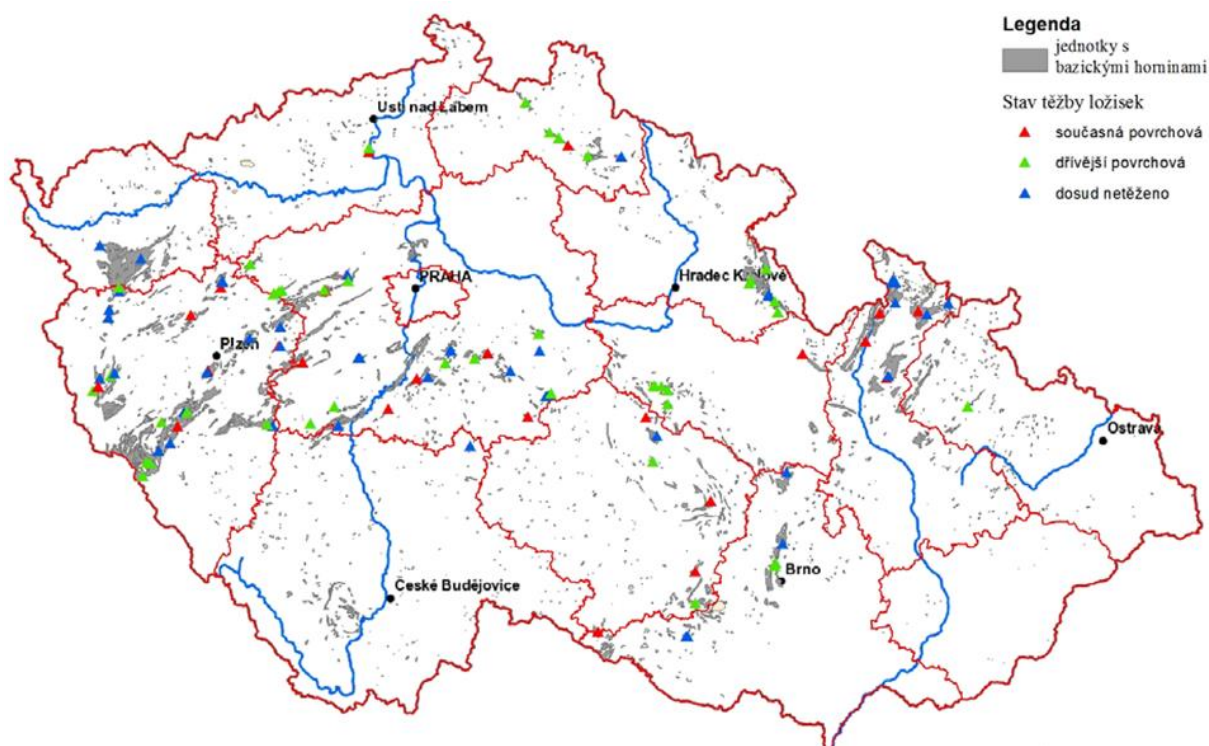 Legenda
jednotky s
bazickými horninami
Stav těžby ložisek
současná povrchová
dřívější povrchová
dosud netěženo
Ústí nad Labem
PRAHA
Hradec Králové
Plzeň
Ostrava
Brno
České Budějovice